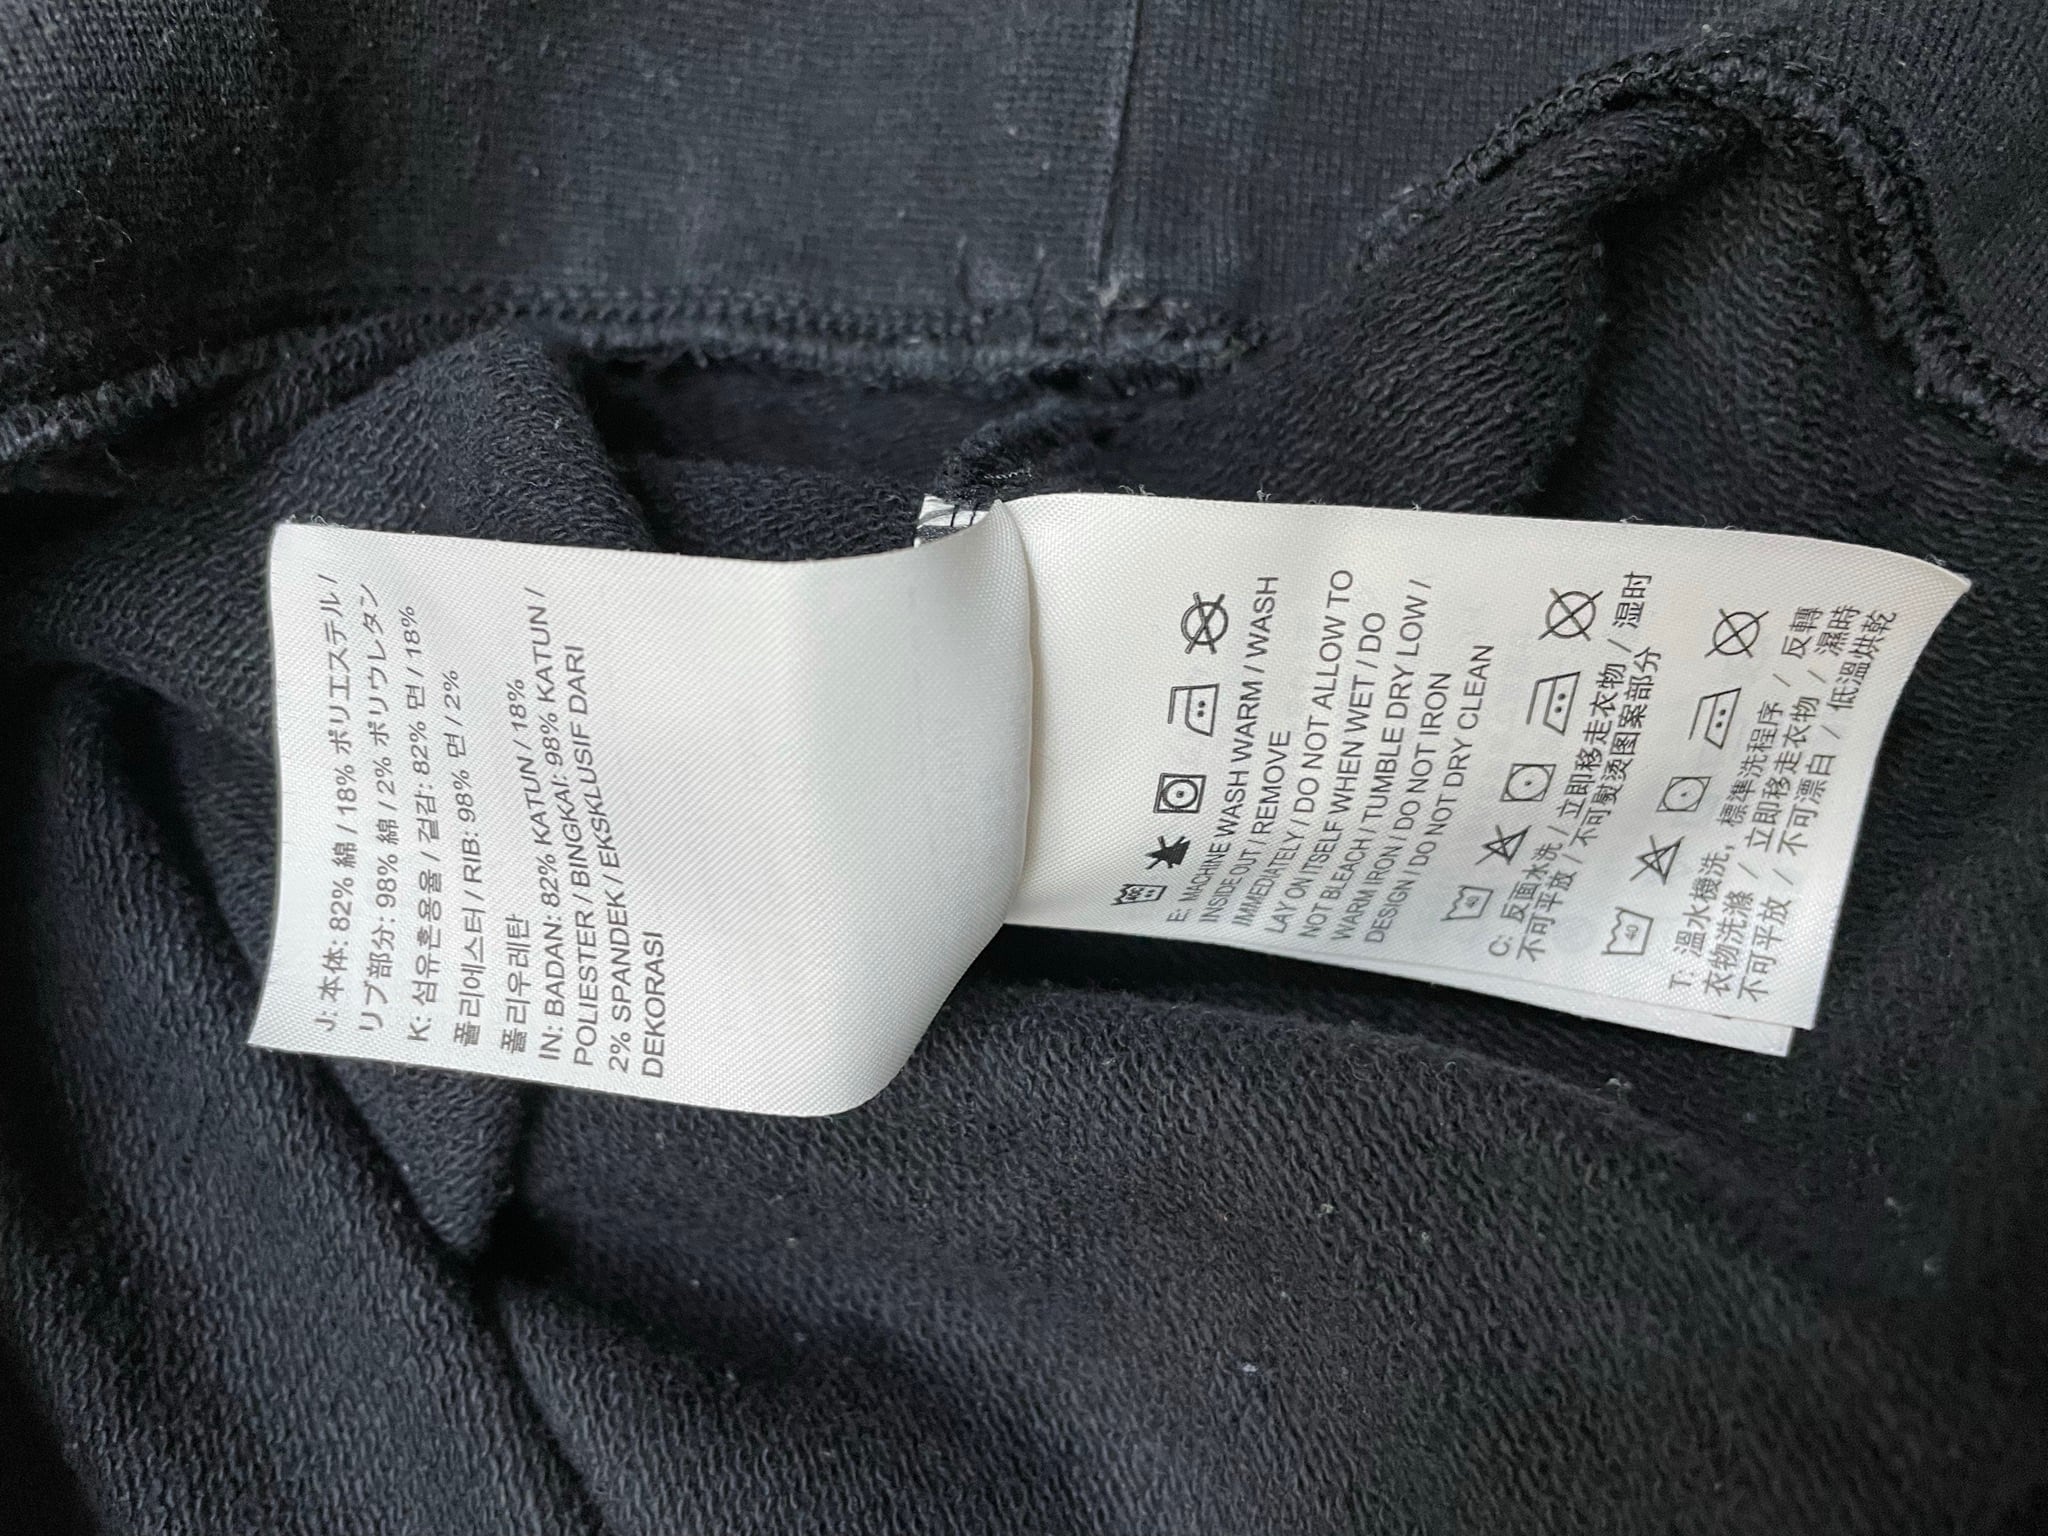 J: 本体: 82% 綿 / 18% ポリエステル /
リブ部分: 98% 綿 / 2% ポリウレタン
K: 섬유혼용율 / 겉감: 82% 면 / 18%
폴리에스터 / RIB: 98% 면 / 2%
폴리우레탄
IN: BADAN: 82% KATUN / 18%
POLIESTER / BINGKAI: 98% KATUN /
2% SPANDEK / EKSKLUSIF DARI
DEKORASI
40
E: MACHINE WASH WARM / WASH
INSIDE OUT / REMOVE
IMMEDIATELY / DO NOT ALLOW TO
LAY ON ITSELF WHEN WET / DO
NOT BLEACH / TUMBLE DRY LOW /
WARM IRON / DO NOT IRON
DESIGN / DO NOT DRY CLEAN
40
C: 反面水洗 / 立即移走衣物 / 湿时
不可平放 / 不可熨烫图案部分
40
T: 溫水機洗, 標準洗程序 / 反轉
衣物洗滌 / 立即移走衣物 / 濕時
不可平放 / 不可漂白 / 低溫烘乾